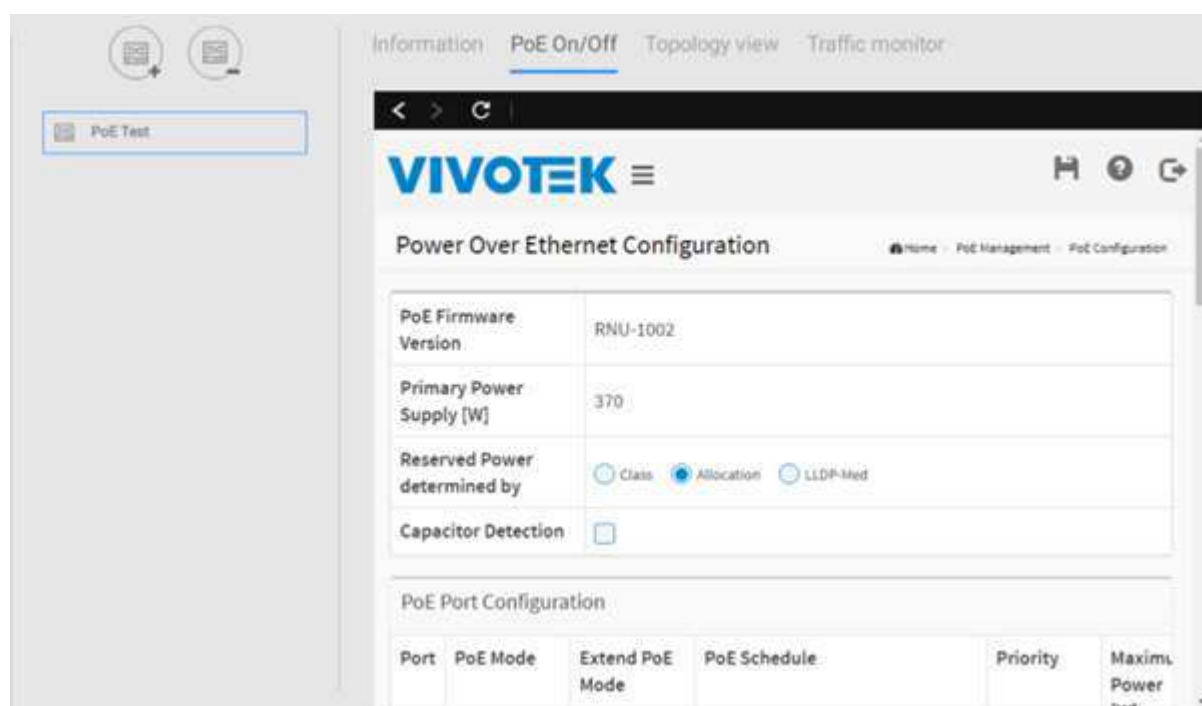 Information PoE On/Off Topology view Traffic monitor
PoE Test
VIVOTEK
Power Over Ethernet Configuration
Home PoE Management PoE Configuration
PoE Firmware
Version
RNU-1002
Primary Power
Supply [W]
370
Reserved Power
determined by
Class Allocation LLDP-Med
Capacitor Detection
PoE Port Configuration
Port PoE Mode Extend PoE
Mode
PoE Schedule Priority
Power